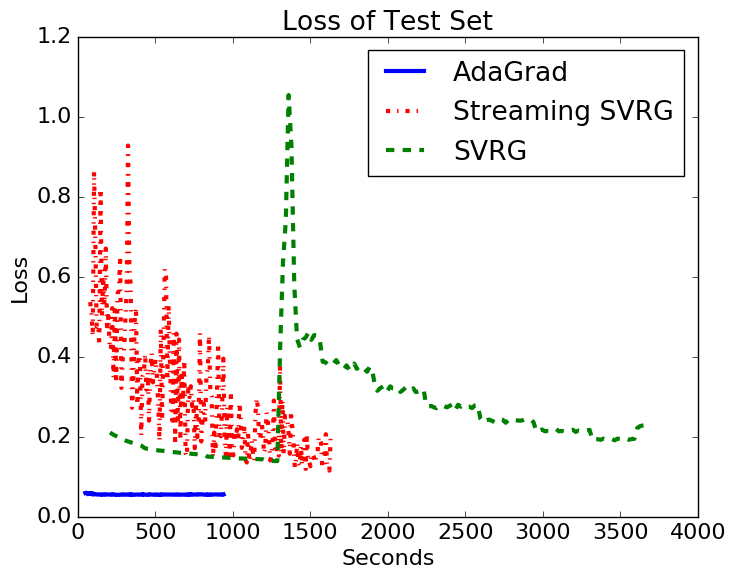 Loss of Test Set
1.2
1.0
0.8
0.6
0.4
0.2
0.0
Loss
AdaGrad
Streaming SVRG
SVRG
0 500 1000 1500 2000 2500 3000 3500 4000
Seconds